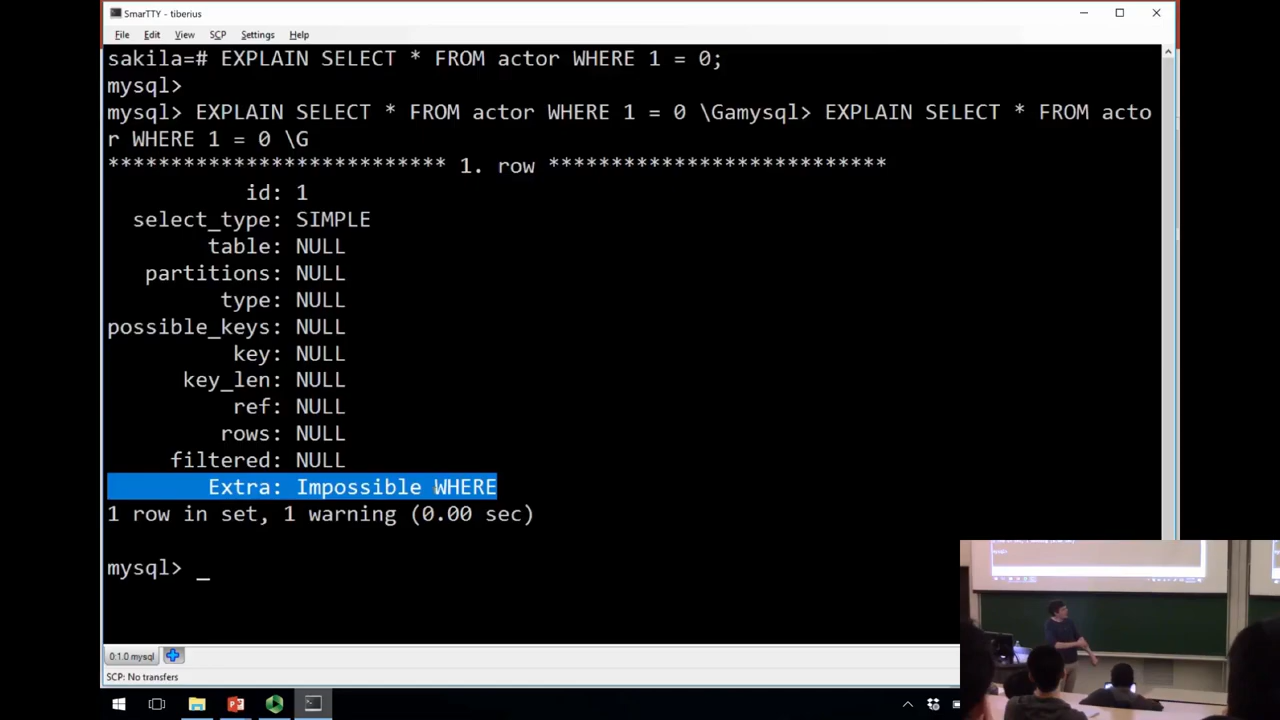 SmarTTY - tiberius
File Edit View SCP Settings Help
sakila=# EXPLAIN SELECT * FROM actor WHERE 1 = 0;
mysql>
mysql> EXPLAIN SELECT * FROM actor WHERE 1 = 0 \Gamysql> EXPLAIN SELECT * FROM acto
r WHERE 1 = 0 \G
*************************** 1. row ***************************
id: 1
select_type: SIMPLE
table: NULL
partitions: NULL
type: NULL
possible_keys: NULL
key: NULL
key_len: NULL
ref: NULL
rows: NULL
filtered: NULL
Extra: Impossible WHERE
1 row in set, 1 warning (0.00 sec)
mysql> _
0:1.0 mysql
SCP: No transfers